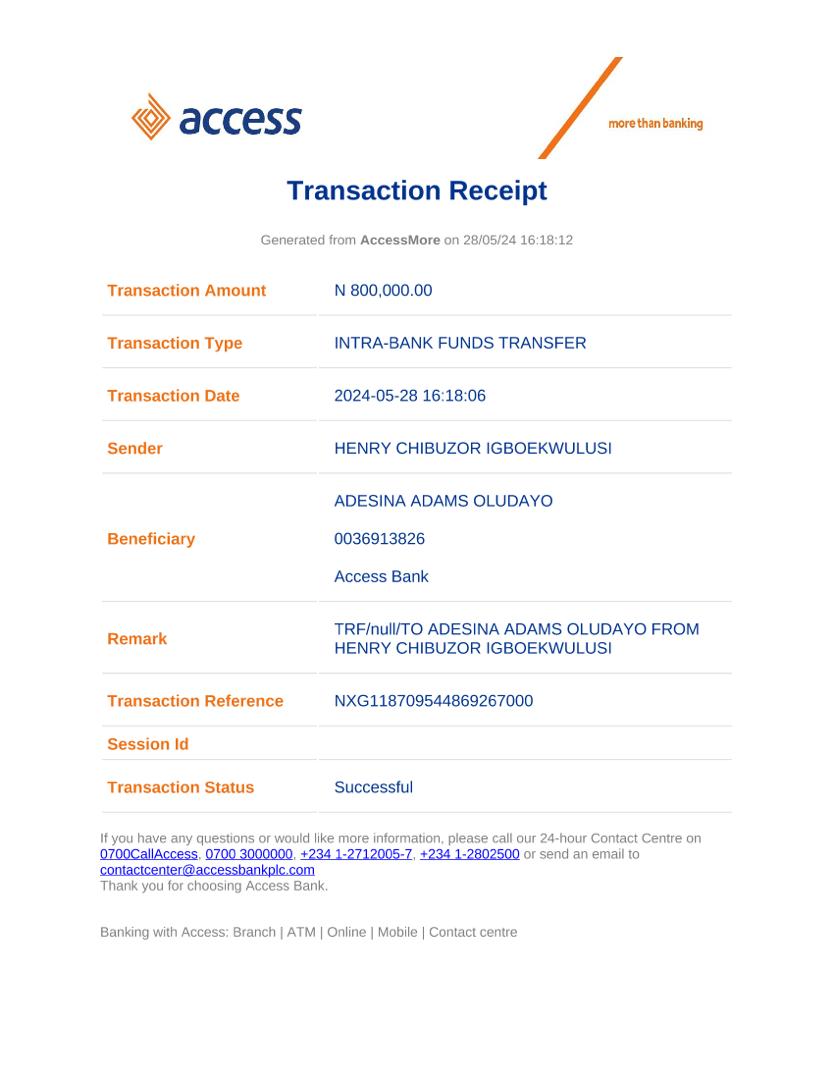 access
more than banking
Transaction Receipt
Generated from AccessMore on 28/05/24 16:18:12
Transaction Amount N 800,000.00
Transaction Type INTRA-BANK FUNDS TRANSFER
Transaction Date 2024-05-28 16:18:06
Sender HENRY CHIBUZOR IGBOEKWULUSI
ADESINA ADAMS OLUDAYO
Beneficiary 0036913826
Access Bank
Remark TRF/null/TO ADESINA ADAMS OLUDAYO FROM
HENRY CHIBUZOR IGBOEKWULUSI
Transaction Reference NXG118709544869267000
Session Id
Transaction Status Successful
If you have any questions or would like more information, please call our 24-hour Contact Centre on
0700CallAccess, 0700 3000000, +234 1-2712005-7, +234 1-2802500 or send an email to
contactcenter@accessbankplc.com
Thank you for choosing Access Bank.
Banking with Access: Branch | ATM | Online | Mobile | Contact centre